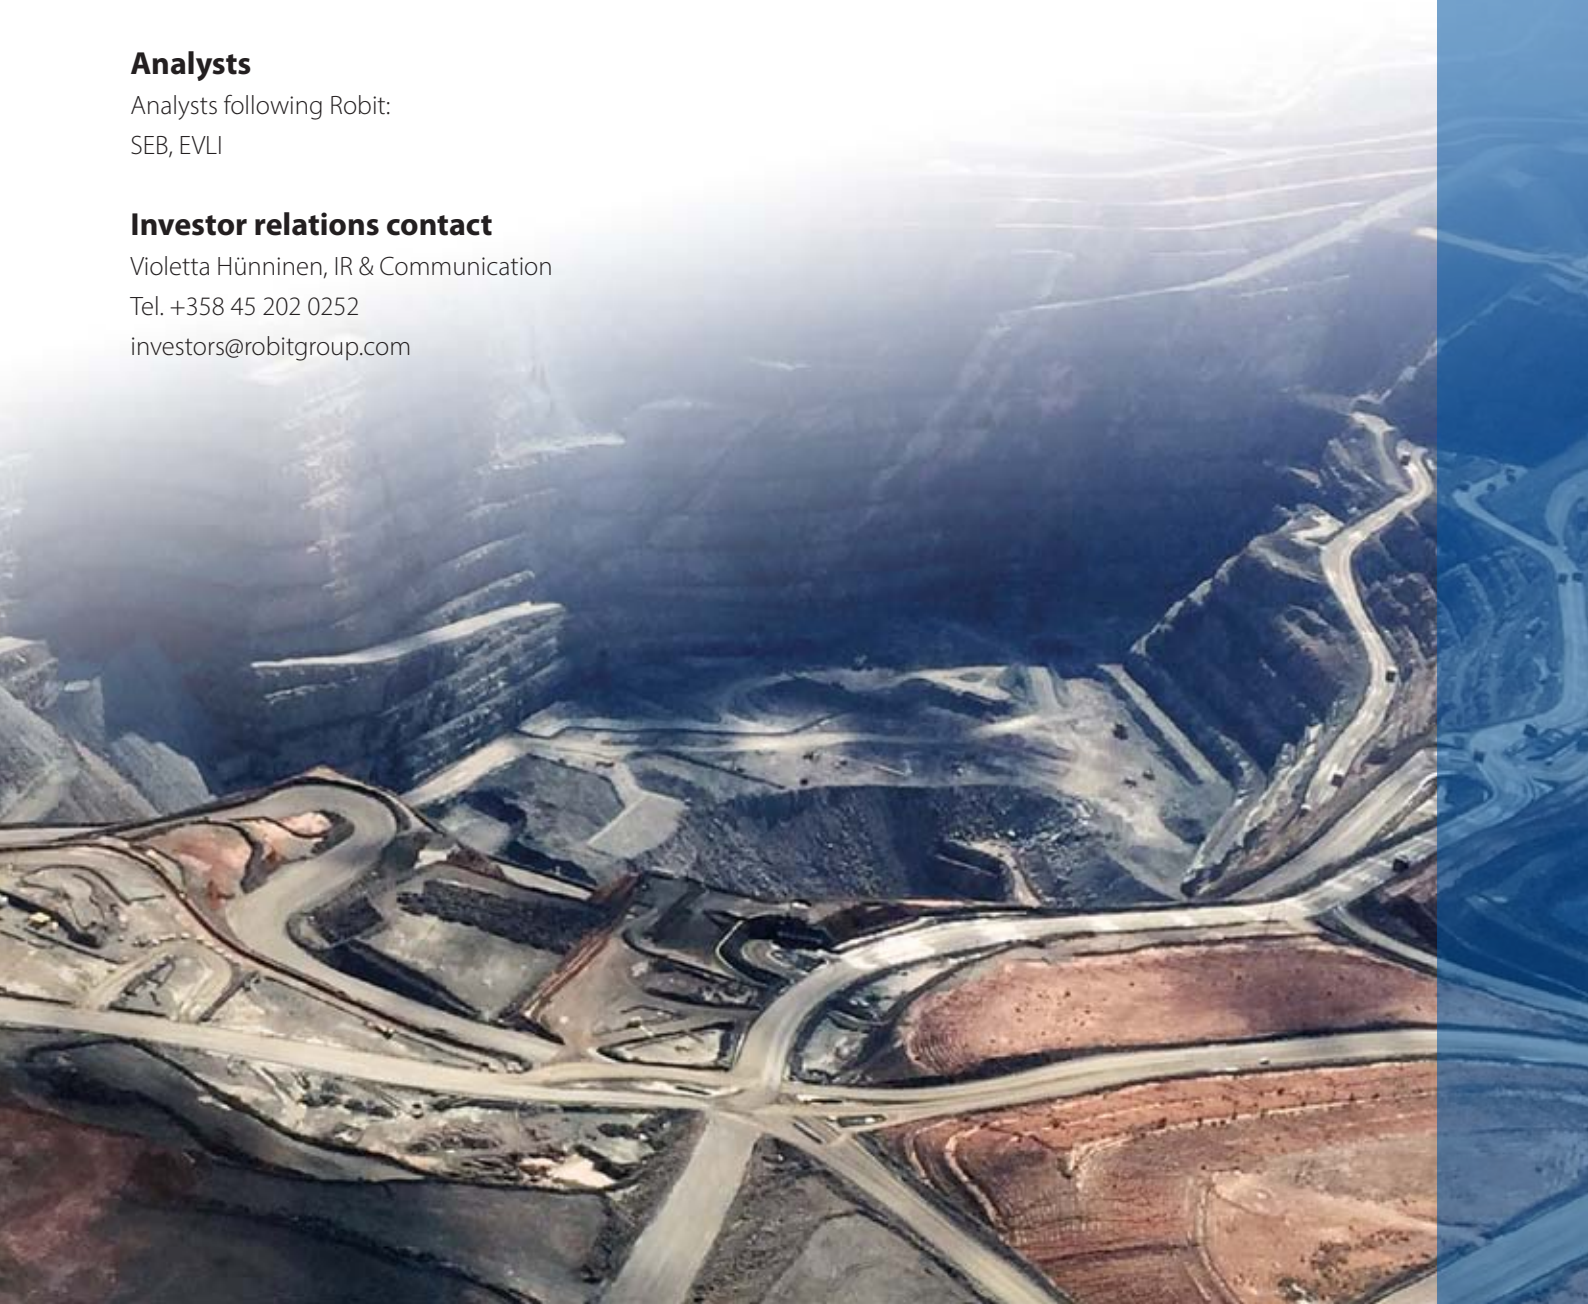 Analysts
Analysts following Robit:
SEB, EVLI
Investor relations contact
Violetta Hünninen, IR & Communication
Tel. +358 45 202 0252
investors@robitgroup.com